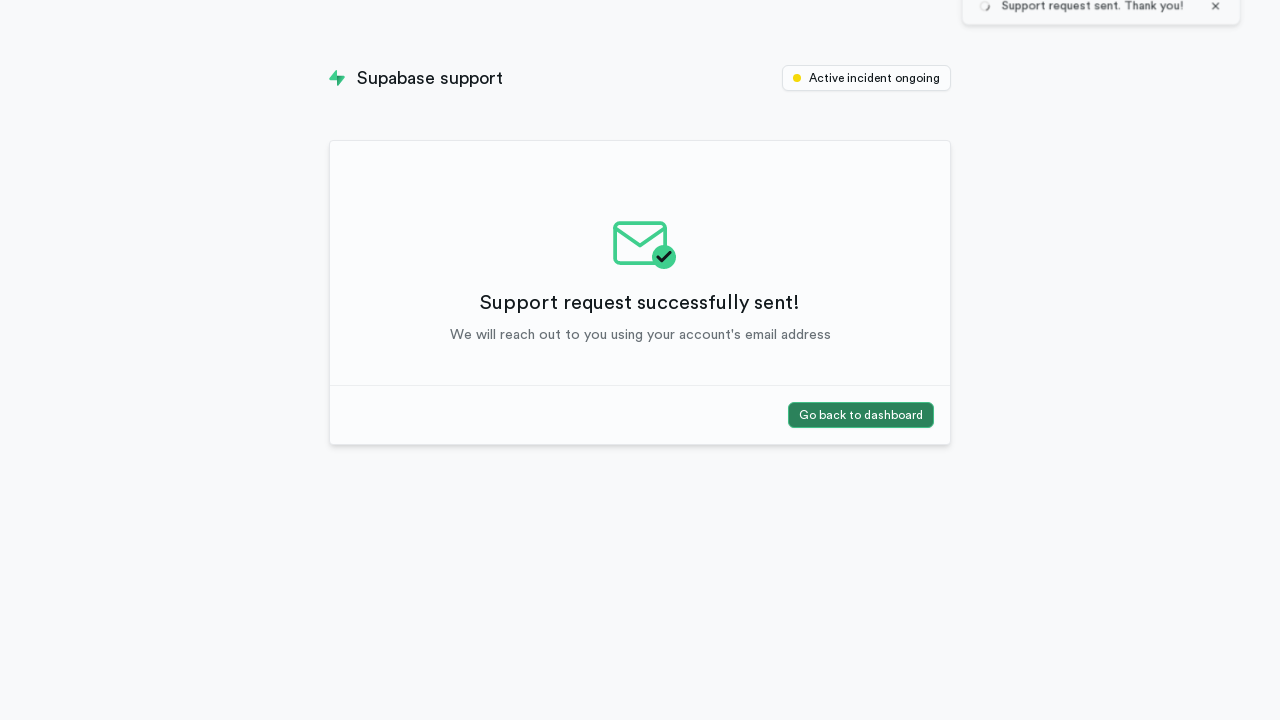 Support request sent. Thank you!
Supabase support
Active incident ongoing
Support request successfully sent!
We will reach out to you using your account's email address
Go back to dashboard